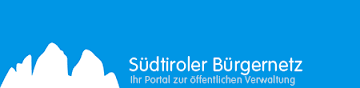 Südtiroler Bürgernetz
Ihr Portal zur öffentlichen Verwaltung